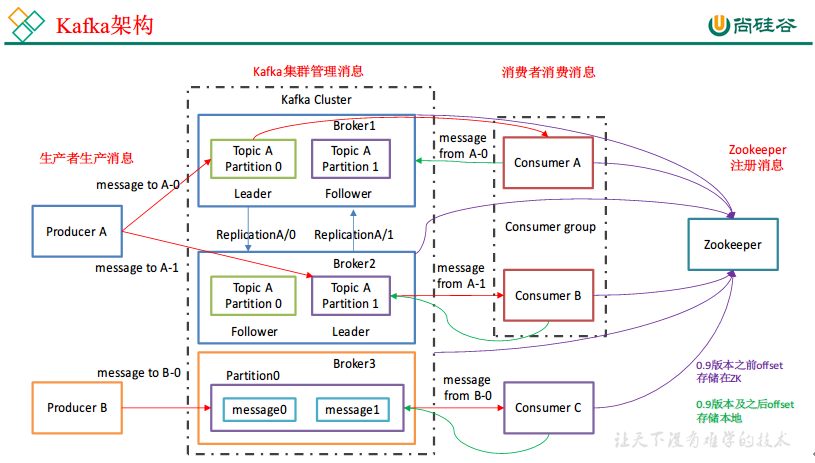 Kafka架构
尚硅谷
Kafka集群管理消息
消费者消费消息
Kafka Cluster
Broker1
生产者生产消息
Topic A
Partition 0
Topic A
Partition 1
message
from A-0
Consumer A
Zookeeper
注册消息
message to A-0
Leader
Follower
Producer A
ReplicationA/0
ReplicationA/1
Consumer group
Zookeeper
message to A-1
Broker2
Topic A
Partition 0
Topic A
Partition 1
message
from A-1
Consumer B
Follower
Leader
message to B-0
Broker3
Partition0
message
from B-0
0.9版本之前offset
存储在ZK
Producer B
message0
message1
Consumer C
0.9版本及之后offset
存储本地
让天下没有难学的技术